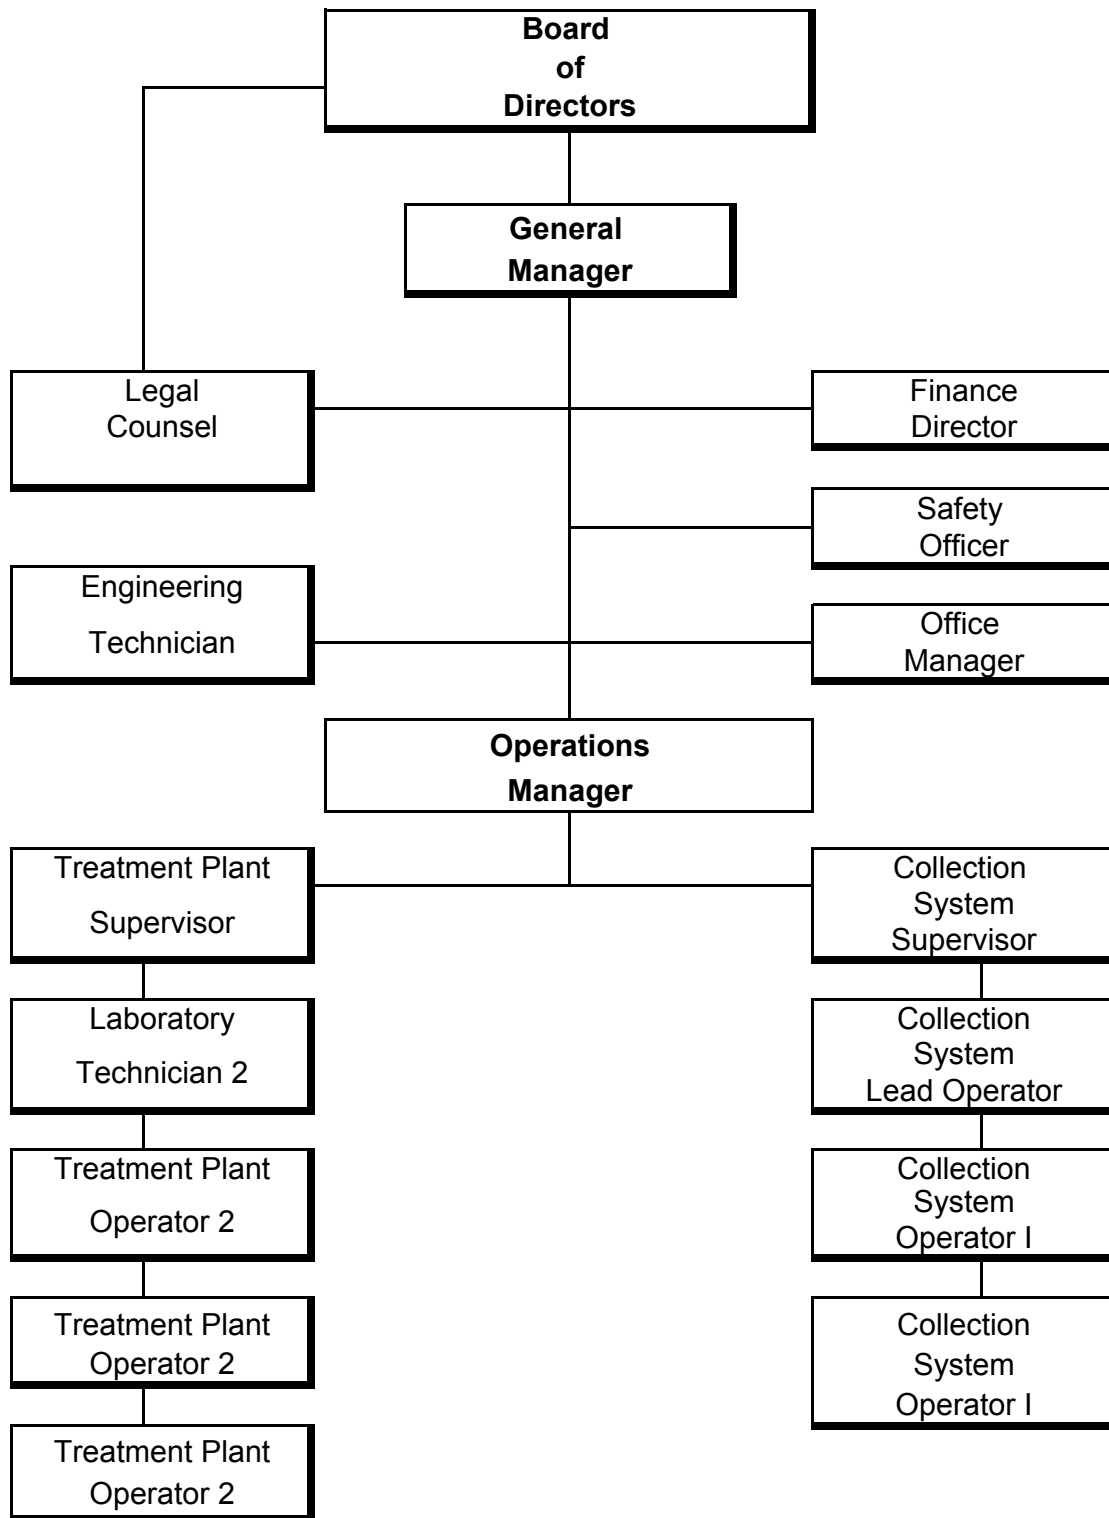 Board
of
Directors
General
Manager
Legal
Counsel
Finance
Director
Safety
Officer
Engineering
Technician
Office
Manager
Operations
Manager
Treatment Plant
Supervisor
Collection
System
Supervisor
Laboratory
Technician 2
Collection
System
Lead Operator
Treatment Plant
Operator 2
Collection
System
Operator I
Treatment Plant
Operator 2
Collection
System
Operator I
Treatment Plant
Operator 2